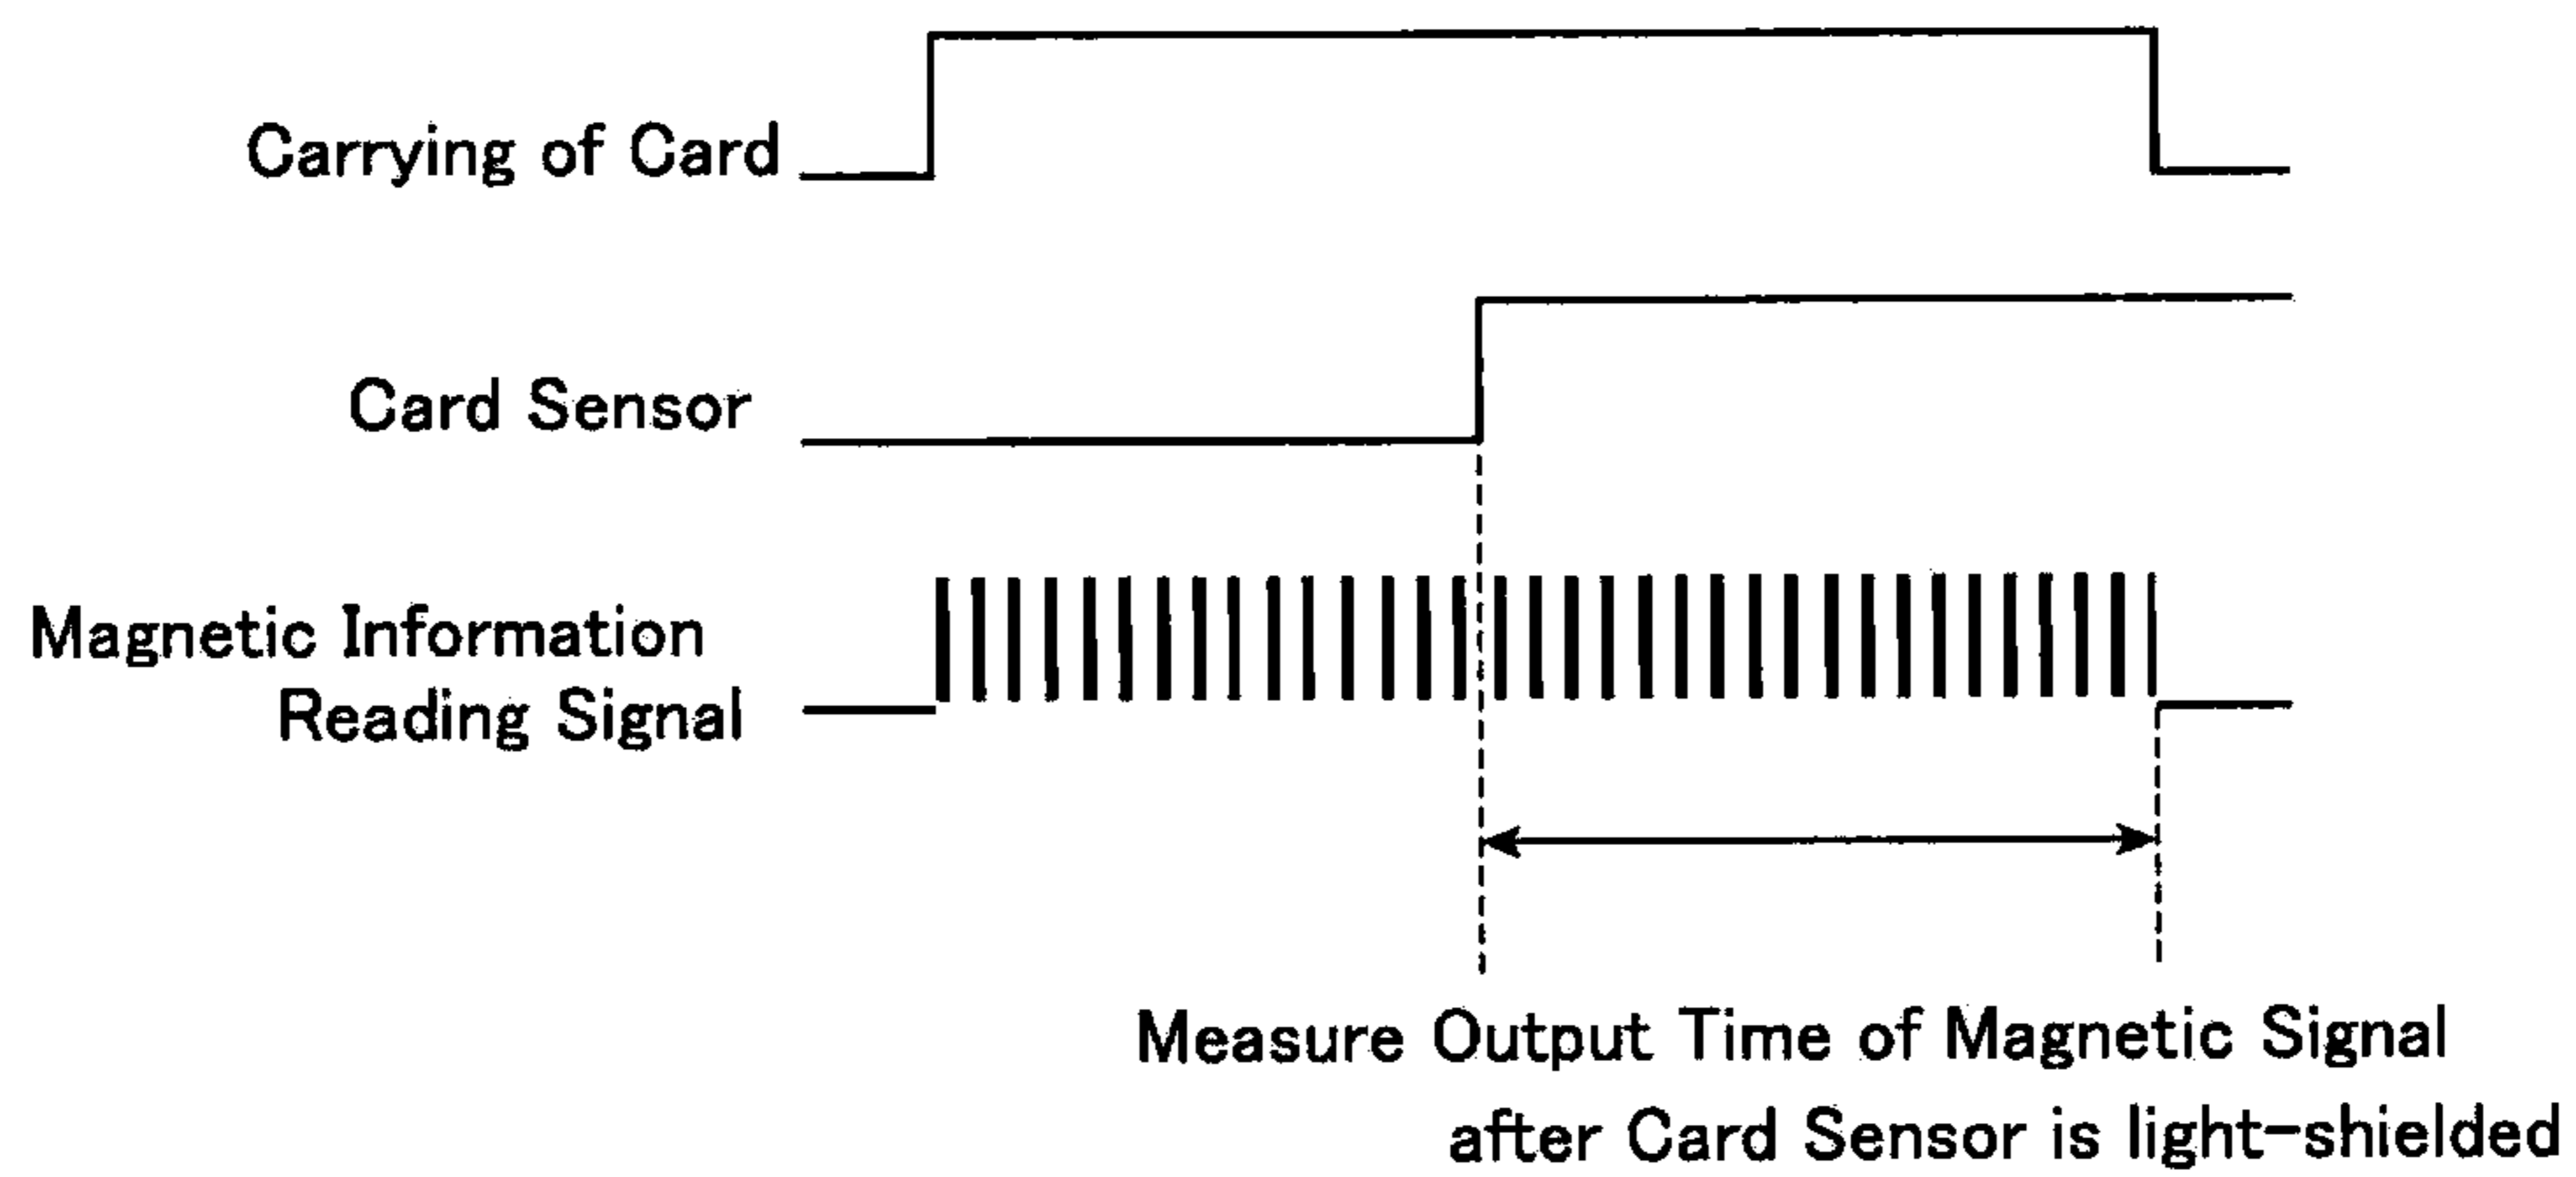 Carrying of Card
Card Sensor
Magnetic Information
Reading Signal
Measure Output Time of Magnetic Signal
after Card Sensor is light-shielded